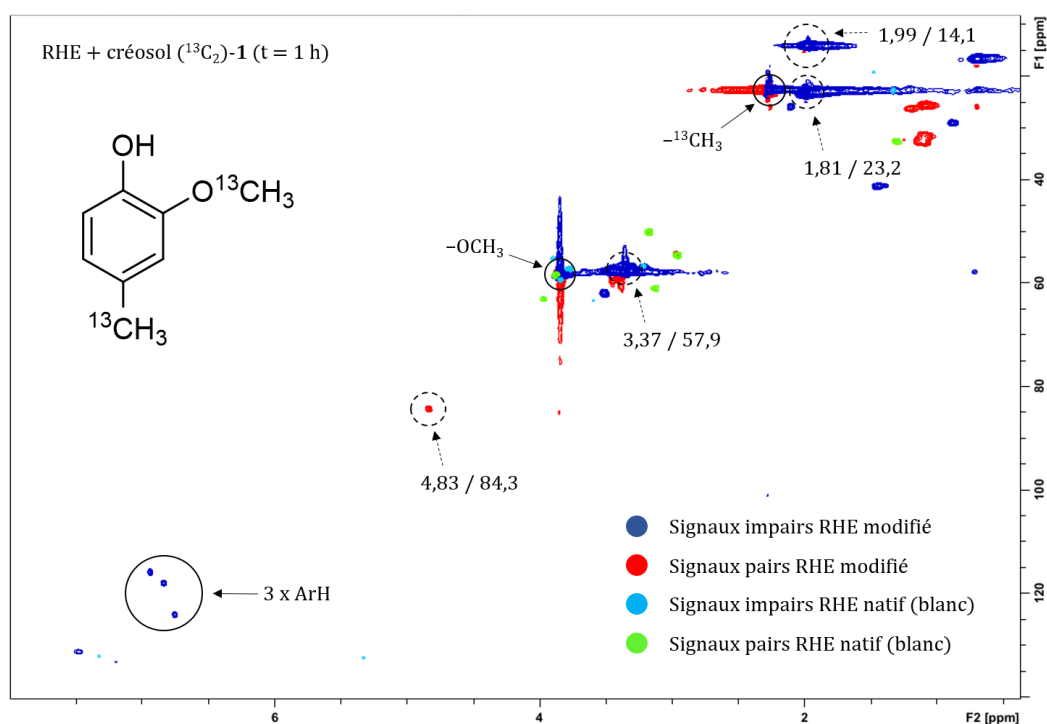 RHE + créosol (¹³C₂)-1 (t = 1 h)
1,99 / 14,1
OH
O¹³CH₃
¹³CH₃
–¹³CH₃
1,81 / 23,2
–OCH₃
3,37 / 57,9
4,83 / 84,3
3 x ArH
Signaux impairs RHE modifié
Signaux pairs RHE modifié
Signaux impairs RHE natif (blanc)
Signaux pairs RHE natif (blanc)
F1 [ppm]
40
60
80
100
120
6
4
2
F2 [ppm]